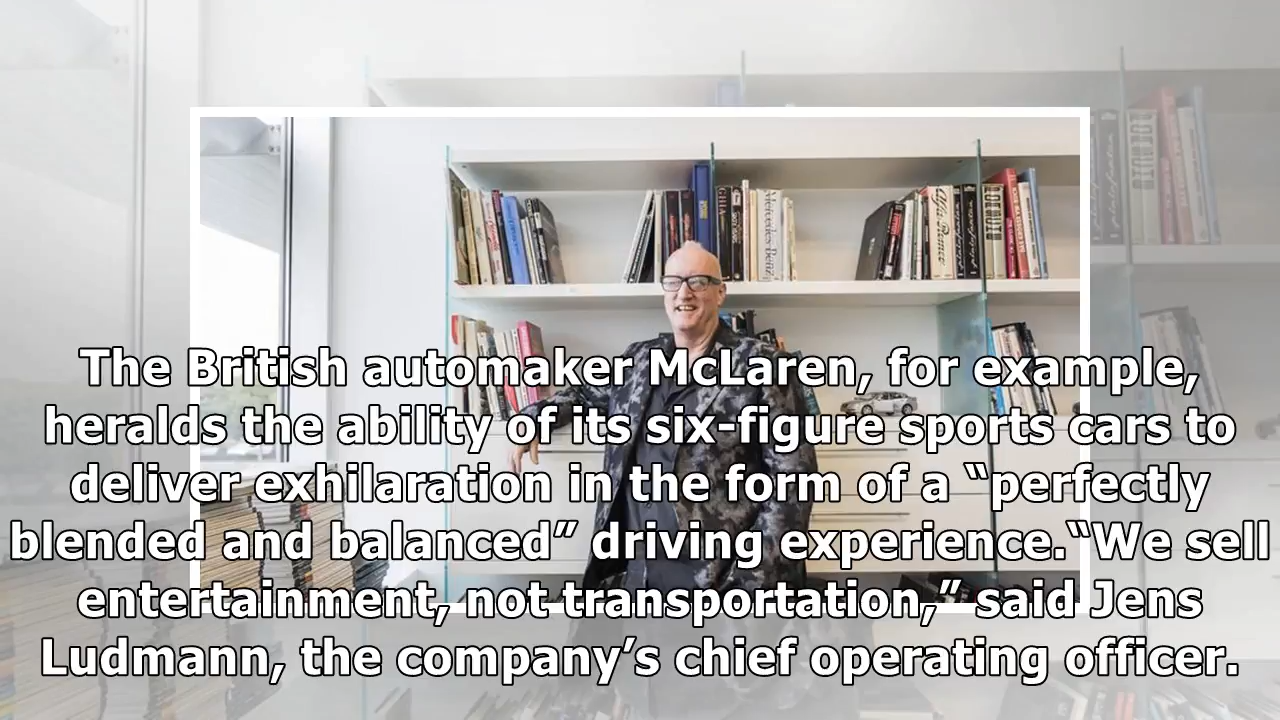 The British automaker McLaren, for example,
heralds the ability of its six-figure sports cars to
deliver exhilaration in the form of a “perfectly
blended and balanced” driving experience.“We sell
entertainment, not transportation,” said Jens
Ludmann, the company’s chief operating officer.
Mercedes-Benz